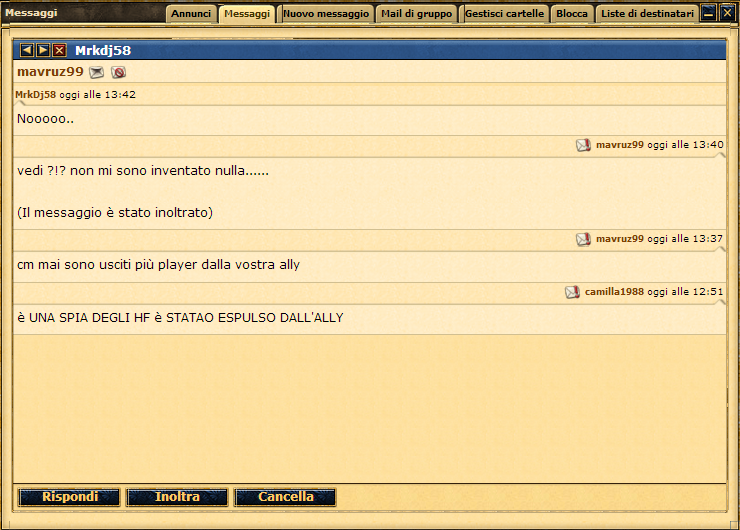 Messaggi
Annunci
Messaggi
Nuovo messaggio
Mail di gruppo
Gestisci cartelle
Blocca
Liste di destinatari
Mrkdj58
mavruz99
MrkDj58 oggi alle 13:42
Nooooo..
mavruz99 oggi alle 13:40
vedi ?!? non mi sono inventato nulla......
(Il messaggio è stato inoltrato)
mavruz99 oggi alle 13:37
cm mai sono usciti più player dalla vostra ally
camilla1988 oggi alle 12:51
è UNA SPIA DEGLI HF è STATAO ESPULSO DALL'ALLY
Rispondi
Inoltra
Cancella